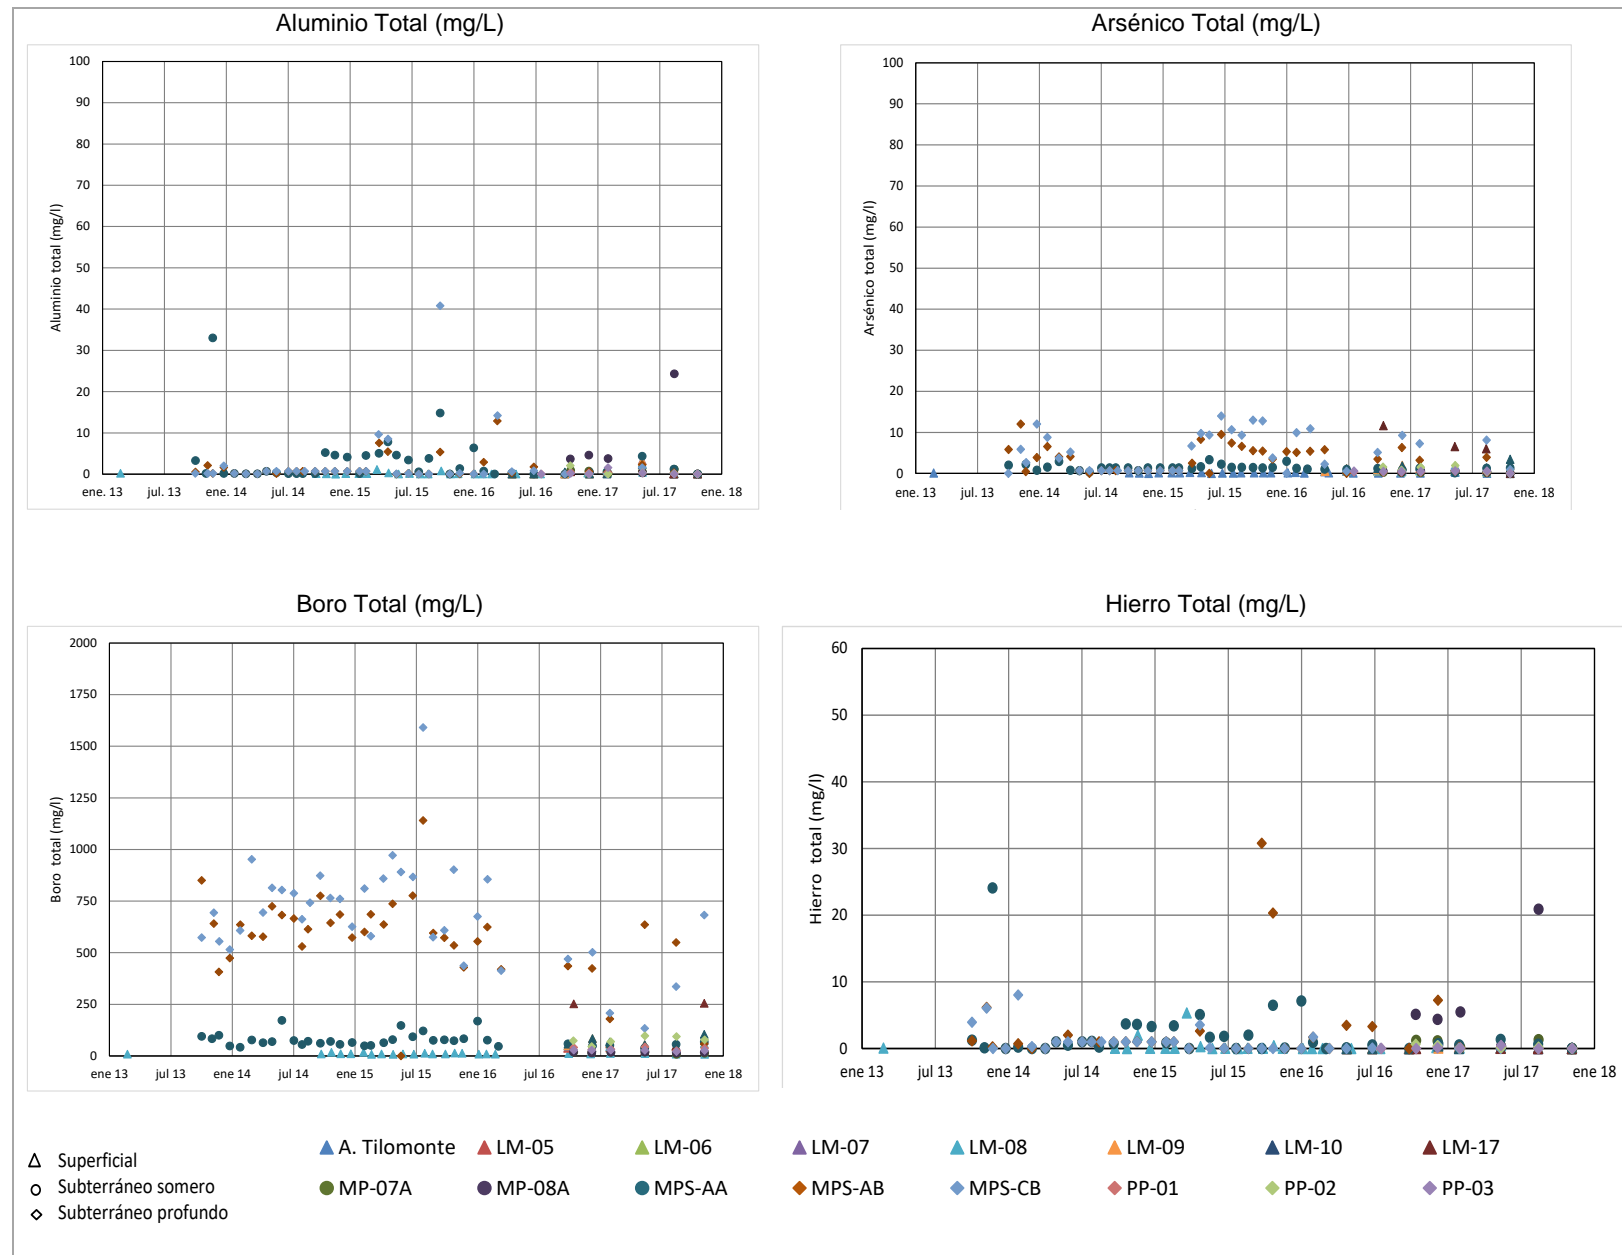 Aluminio Total (mg/L)
Arsénico Total (mg/L)
100
90
80
70
60
50
40
30
20
10
0
Aluminio total (mg/l)
ene. 13 jul. 13 ene. 14 jul. 14 ene. 15 jul. 15 ene. 16 jul. 16 ene. 17 jul. 17 ene. 18
100
90
80
70
60
50
40
30
20
10
0
Arsénico total (mg/l)
ene. 13 jul. 13 ene. 14 jul. 14 ene. 15 jul. 15 ene. 16 jul. 16 ene. 17 jul. 17 ene. 18
Boro Total (mg/L)
Hierro Total (mg/L)
2000
1750
1500
1250
1000
750
500
250
0
Boro total (mg/l)
ene 13 jul 13 ene 14 jul 14 ene 15 jul 15 ene 16 jul 16 ene 17 jul 17 ene 18
60
50
40
30
20
10
0
Hierro total (mg/l)
ene 13 jul 13 ene 14 jul 14 ene 15 jul 15 ene 16 jul 16 ene 17 jul 17 ene 18
Superficial
Subterráneo somero
Subterráneo profundo
A. Tilomonte LM-05 LM-06 LM-07 LM-08 LM-09 LM-10 LM-17
MP-07A MP-08A MPS-AA MPS-AB MPS-CB PP-01 PP-02 PP-03